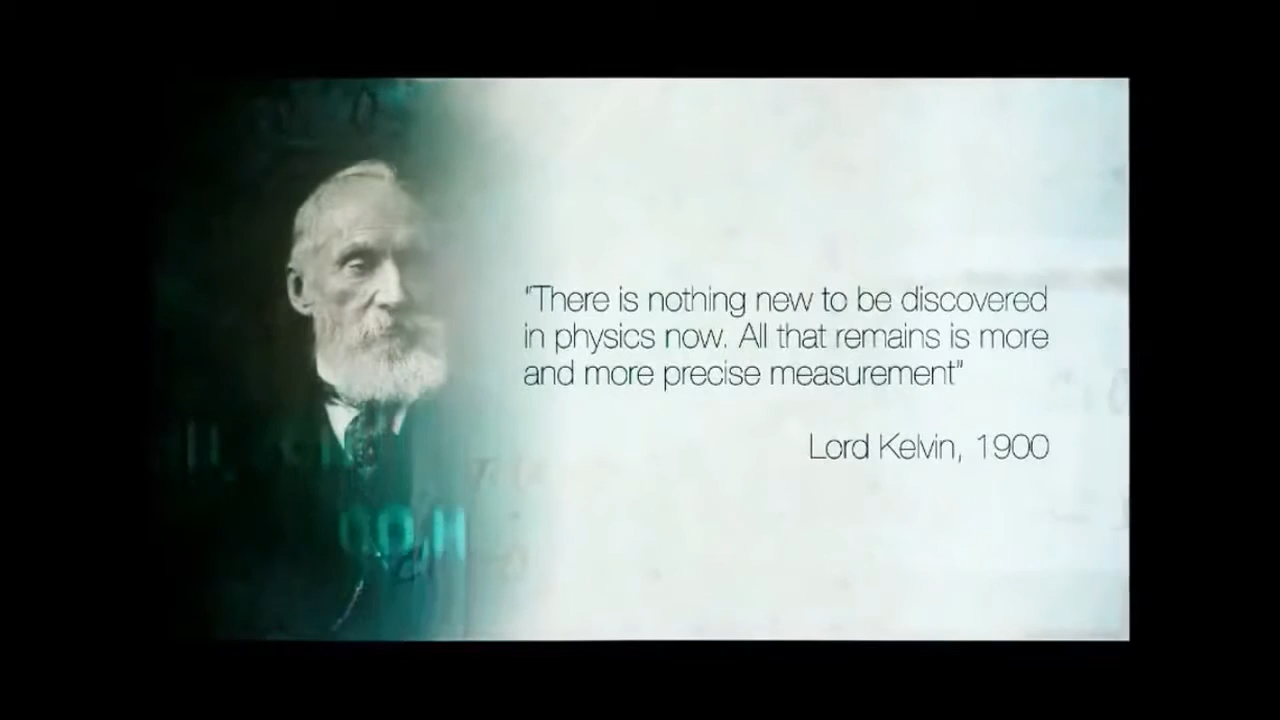 "There is nothing new to be discovered
in physics now. All that remains is more
and more precise measurement"
Lord Kelvin, 1900